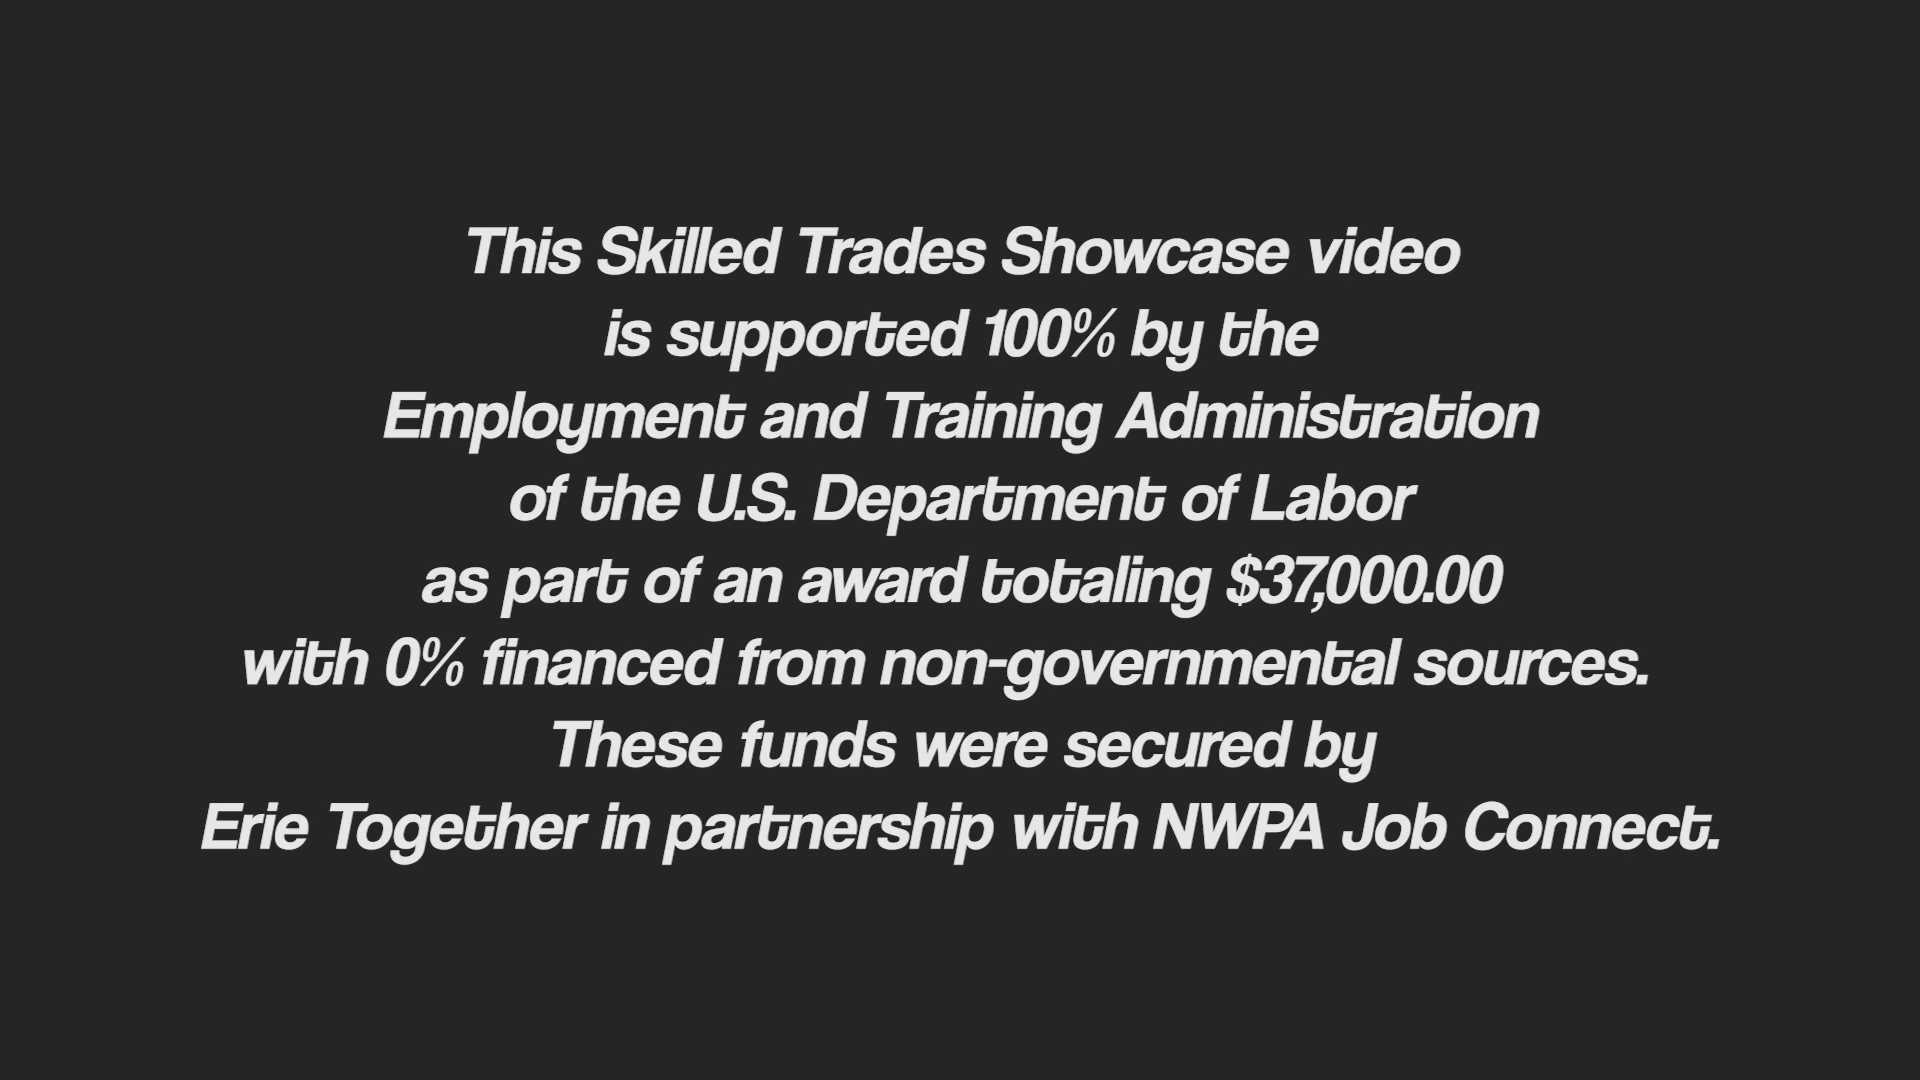 This Skilled Trades Showcase video
is supported 100% by the
Employment and Training Administration
of the U.S. Department of Labor
as part of an award totaling $37,000.00
with 0% financed from non-governmental sources.
These funds were secured by
Erie Together in partnership with NWPA Job Connect.